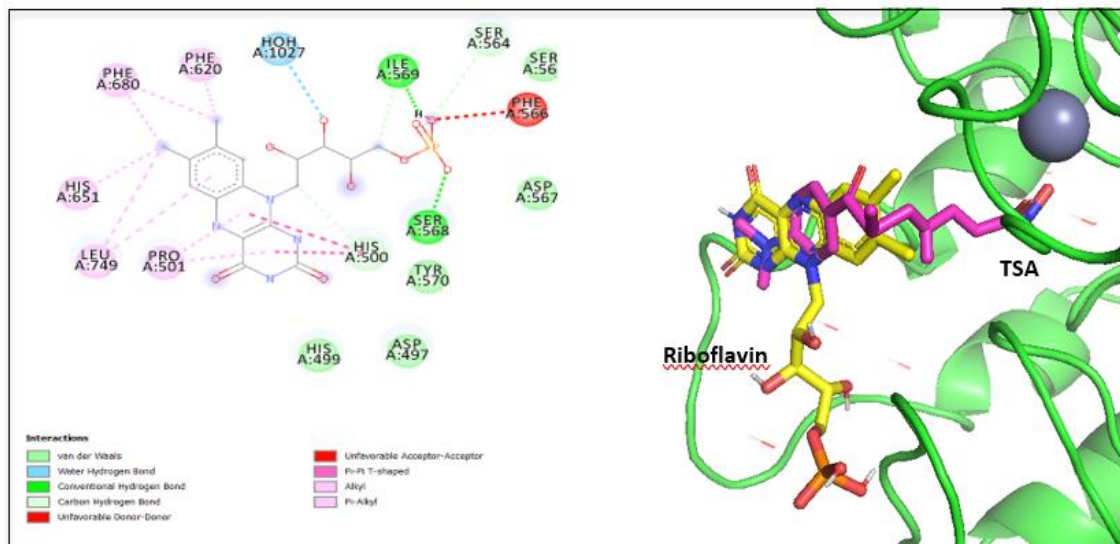 HOH
A:1027
SER
A:564
PHE
A:620
ILE
A:569
SER
A:56
PHE
A:680
PHE
A:566
HIS
A:651
ASP
A:567
SER
A:568
LEU
A:749
PRO
A:501
HIS
A:500
TYR
A:570
HIS
A:499
ASP
A:497
H
Interactions
van der Waals
Water Hydrogen Bond
Conventional Hydrogen Bond
Carbon Hydrogen Bond
Unfavorable Donor-Donor
Unfavorable Acceptor-Acceptor
Pi-Pi T-shaped
Alkyl
Pi-Alkyl
TSA
Riboflavin